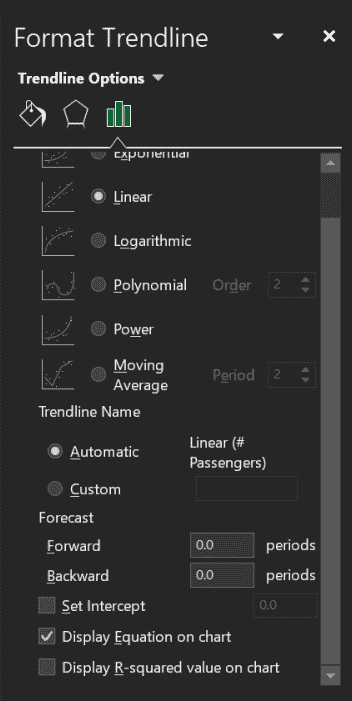 Format Trendline
Trendline Options
Exponential
Linear
Logarithmic
Polynomial Order 2
Power
Moving Average Period 2
Trendline Name
Automatic Linear (# Passengers)
Custom
Forecast
Forward 0.0 periods
Backward 0.0 periods
Set Intercept 0.0
Display Equation on chart
Display R-squared value on chart